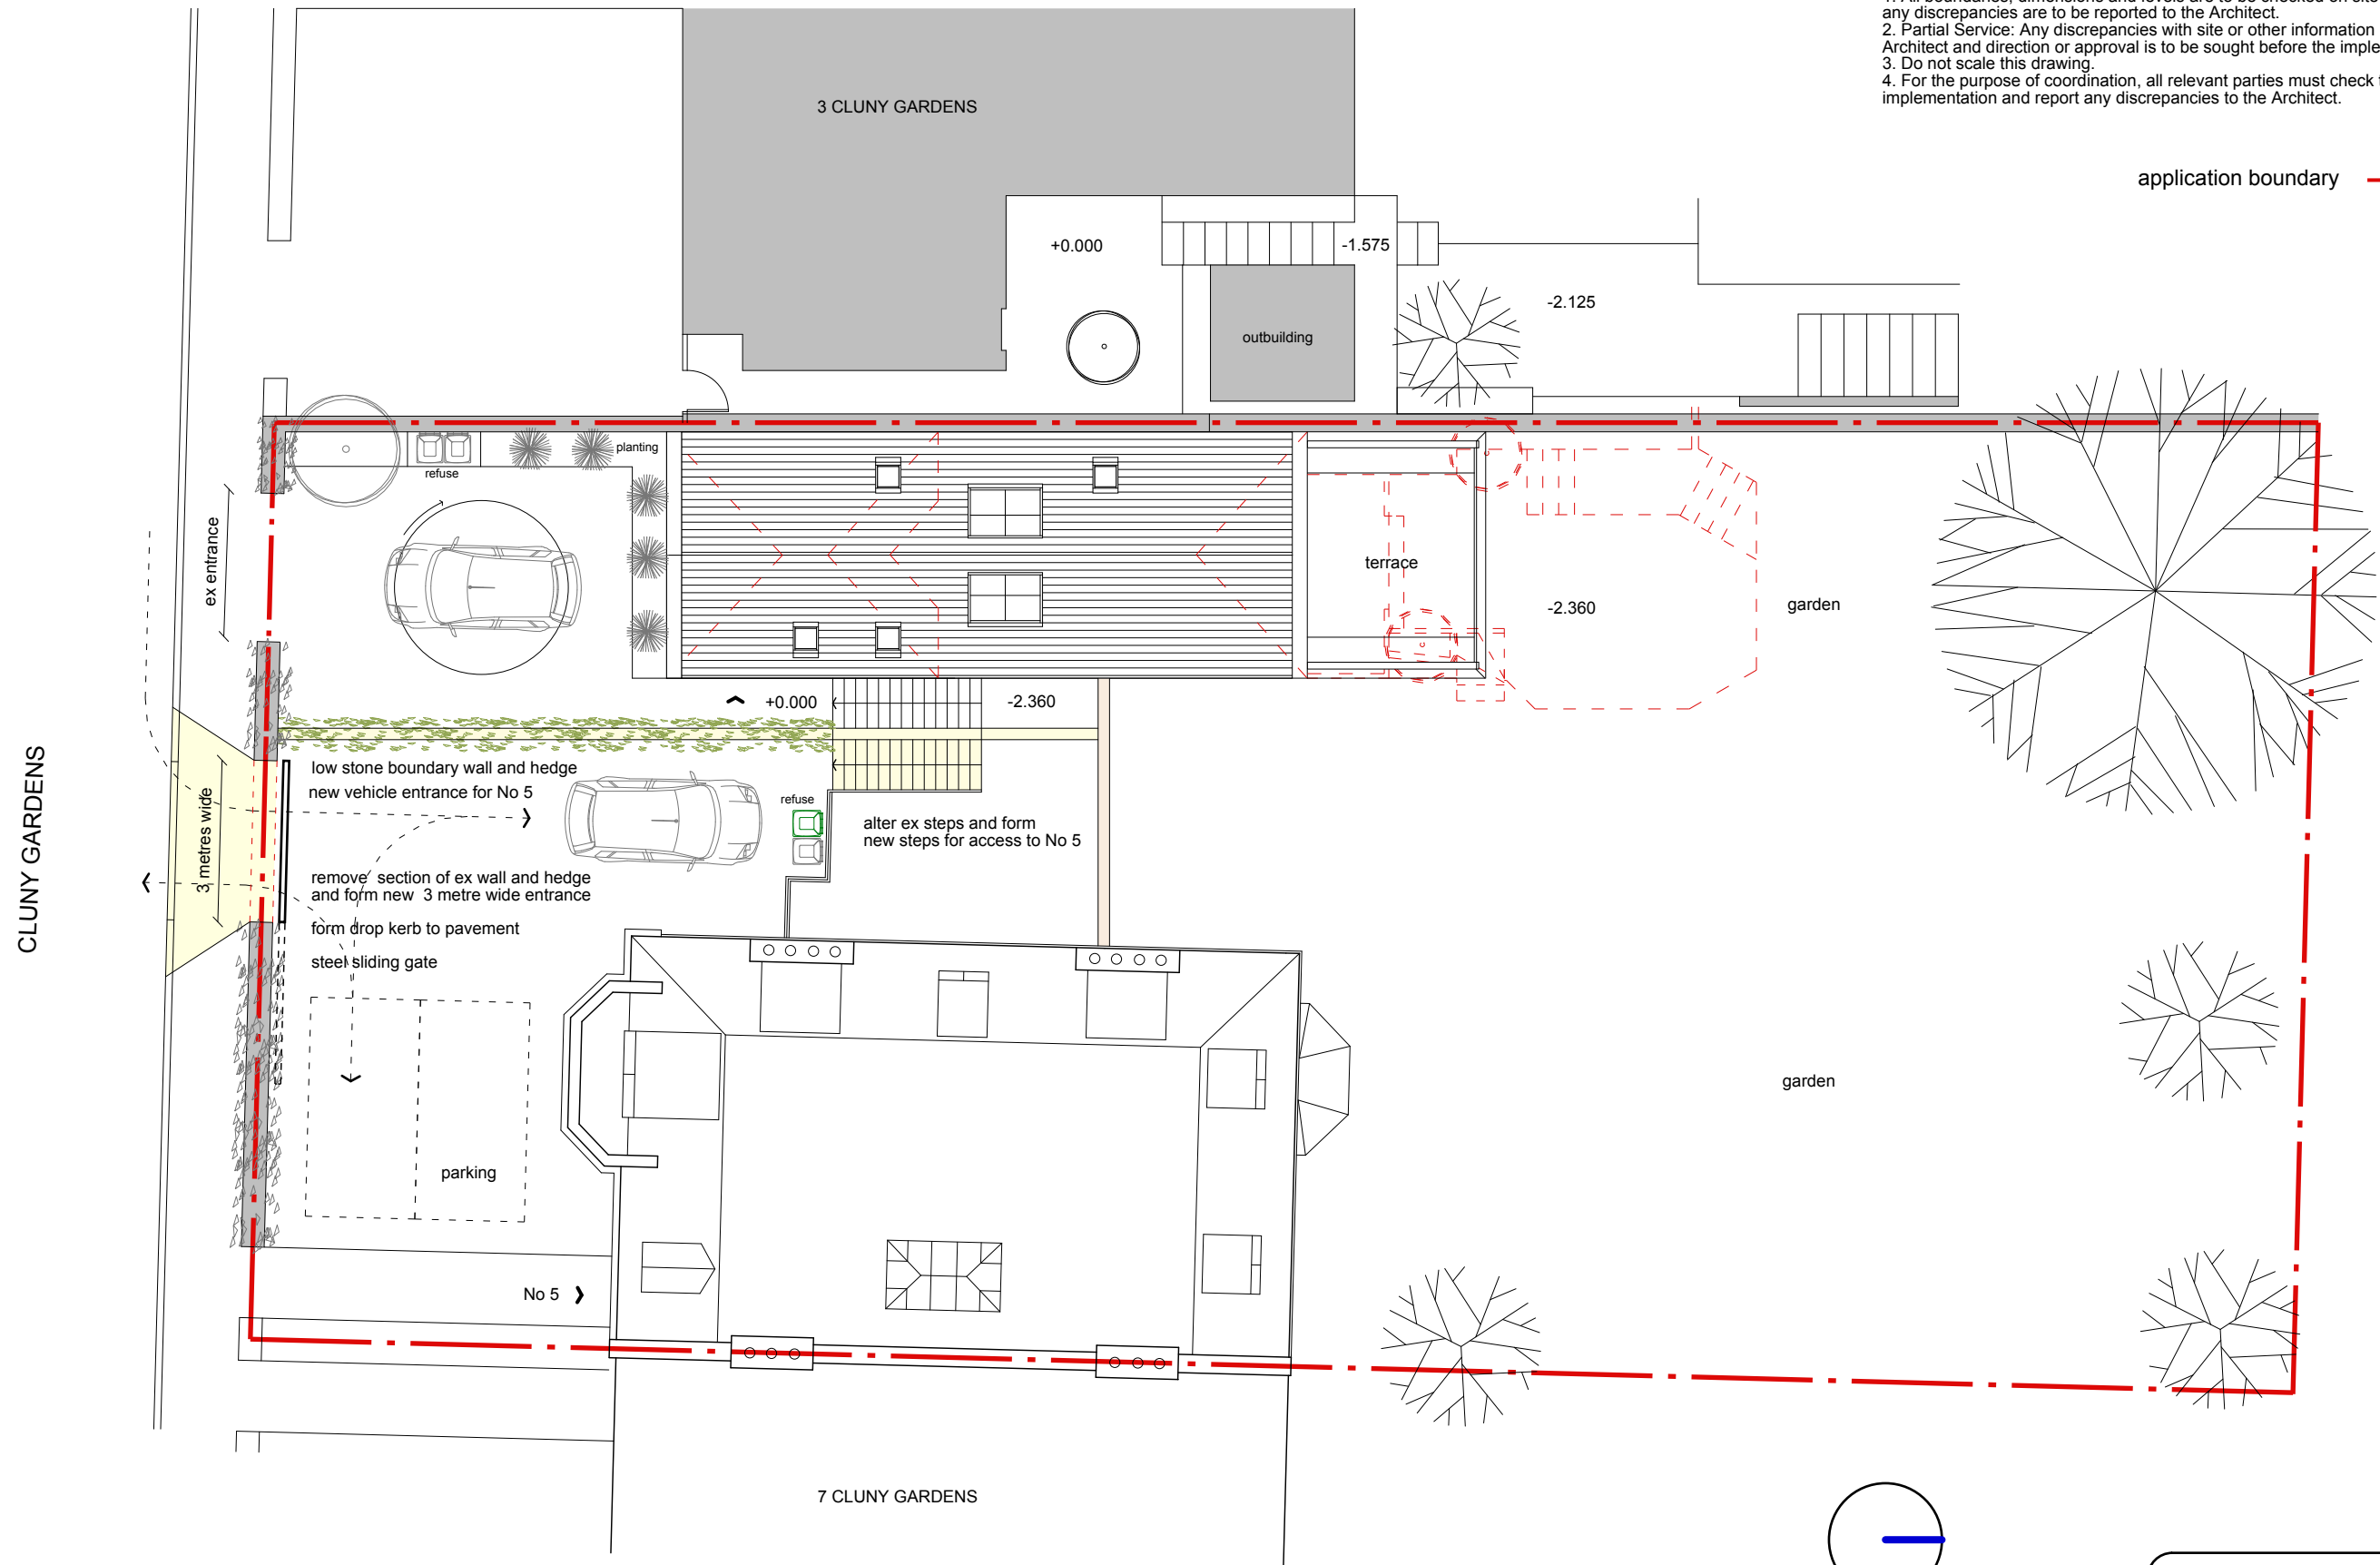 any discrepancies are to be reported to the Architect.
2. Partial Service: Any discrepancies with site or other information
Architect and direction or approval is to be sought before the
3. Do not scale this drawing.
4. For the purpose of coordination, all relevant parties must check
implementation and report any discrepancies to the Architect.
application boundary
3 CLUNY GARDENS
+0.000
-1.575
-2.125
outbuilding
planting
refuse
ex entrance
terrace
-2.360
garden
+0.000
-2.360
CLUNY GARDENS
3 metres wide
low stone boundary wall and hedge
new vehicle entrance for No 5
refuse
alter ex steps and form
new steps for access to No 5
remove section of ex wall and hedge
and form new 3 metre wide entrance
form drop kerb to pavement
steel sliding gate
parking
garden
No 5
7 CLUNY GARDENS